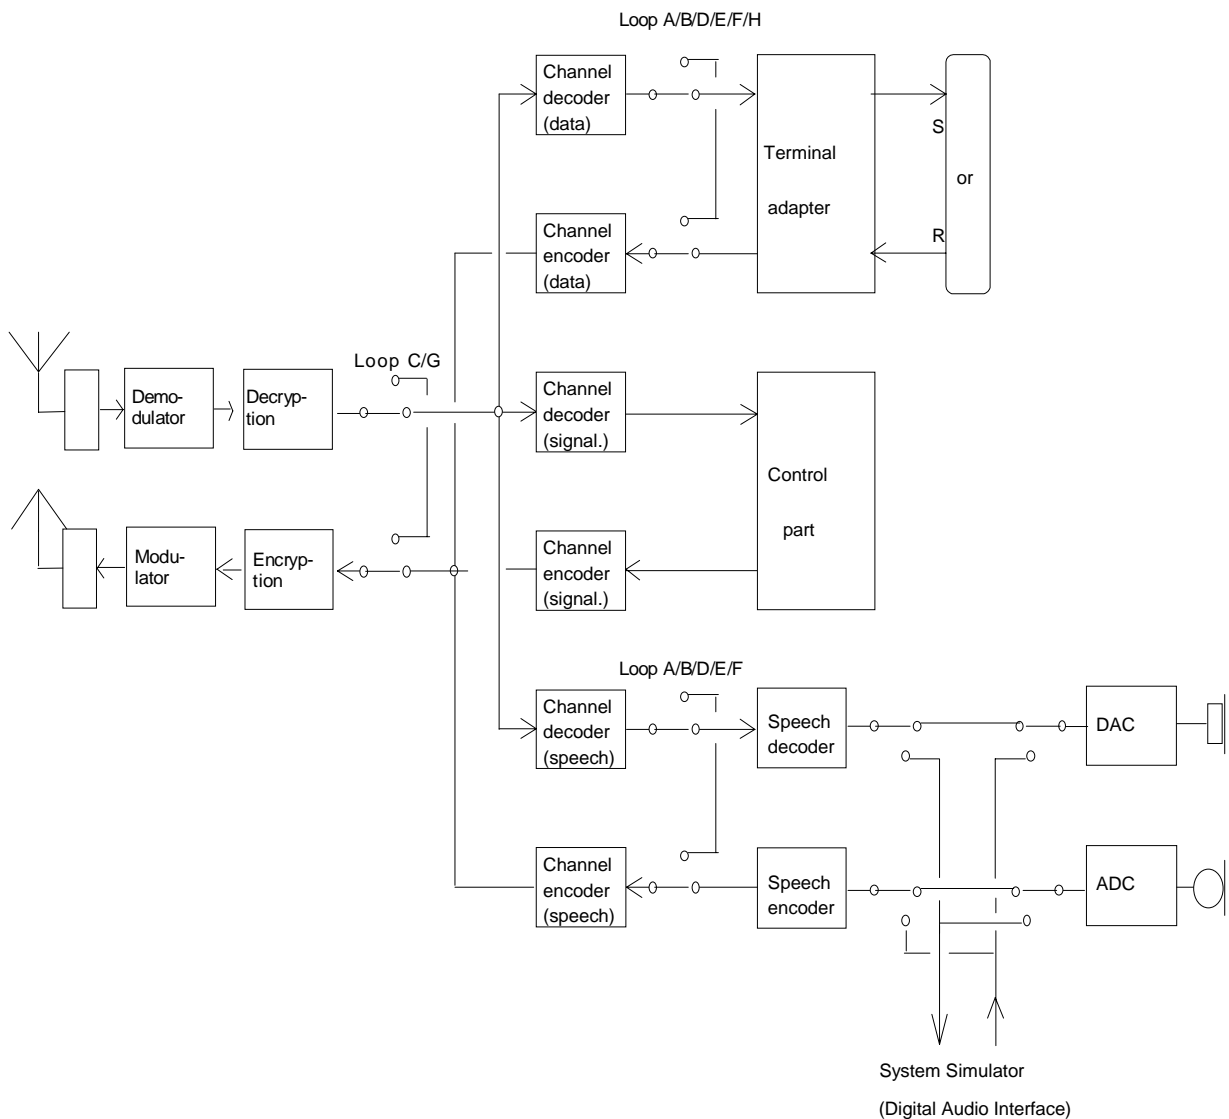 Loop A/B/D/E/F/H
Channel
decoder
(data)
Terminal
adapter
S
or
R
Channel
encoder
(data)
Loop C/G
Demo-
dulator
Decryp-
tion
Channel
decoder
(signal.)
Control
part
Modu-
lator
Encryp-
tion
Channel
encoder
(signal.)
Loop A/B/D/E/F
Channel
decoder
(speech)
Speech
decoder
DAC
Channel
encoder
(speech)
Speech
encoder
ADC
System Simulator
(Digital Audio Interface)